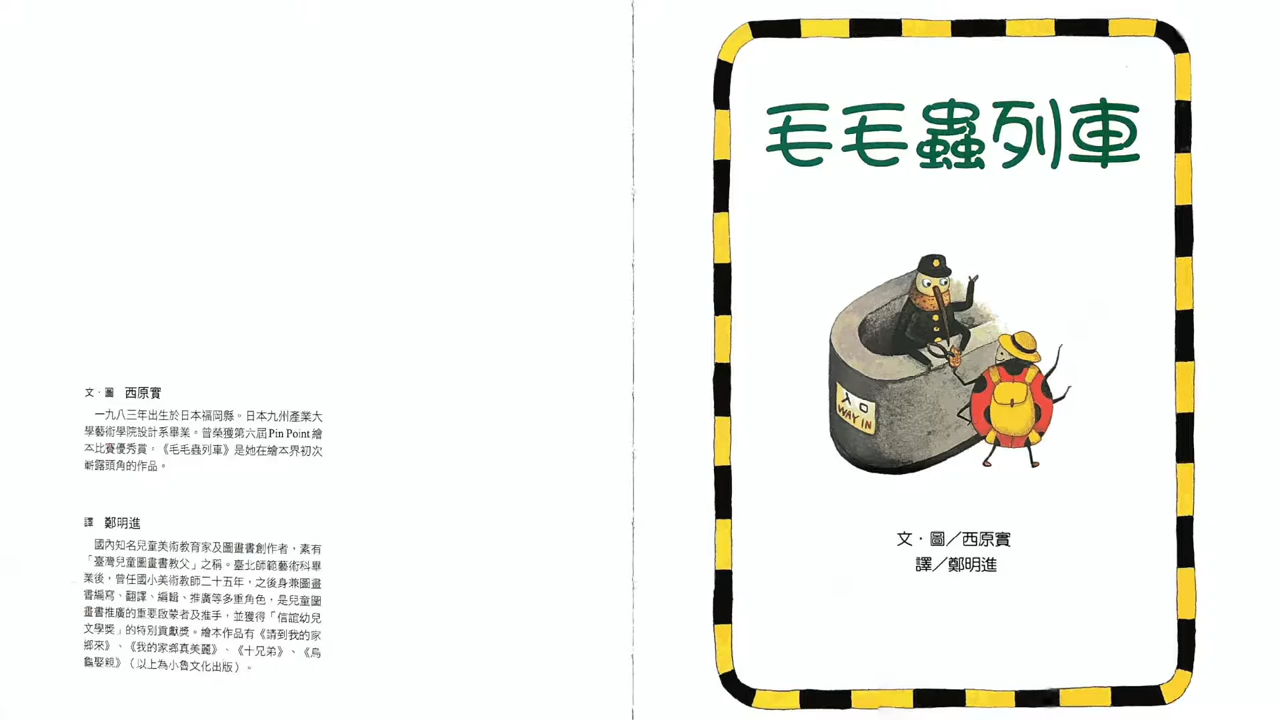 文・圖 西原實
一九八三年出生於日本福岡縣。日本九州產業大
學藝術學院設計系畢業。曾榮獲第六屆Pin Point繪
本比賽優秀賞。《毛毛蟲列車》是她在繪本界初次
嶄露頭角的作品。
譯 鄭明進
國內知名兒童美術教育家及圖畫書創作者，素有
「臺灣兒童圖畫書教父」之稱。臺北師範藝術科畢
業後，曾任國小美術教師二十五年，之後身兼圖畫
書編寫、翻譯、編輯、推廣等多重角色，是兒童圖
畫書推廣的重要啟蒙者及推手，並獲得「信誼幼兒
文學獎」的特別貢獻獎。繪本作品有《請到我的家
鄉來》、《我的家鄉真美麗》、《十兄弟》、《烏
龜娶親》（以上為小魯文化出版）。
毛毛蟲列車
入口
WAY IN
文・圖／西原實
譯／鄭明進